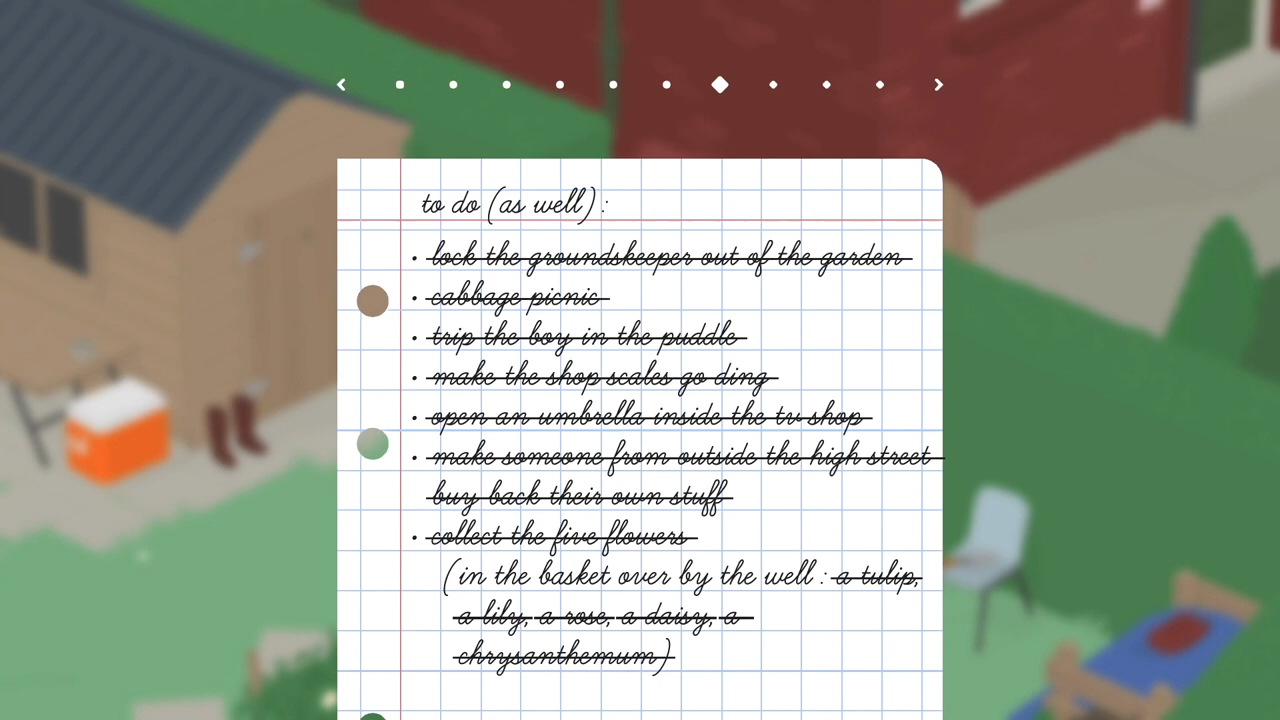 to do (as well) :
• lock the groundskeeper out of the garden
• cabbage picnic
• trip the boy in the puddle
• make the shop scales go ding
• open an umbrella inside the tv shop
• make someone from outside the high street
buy back their own stuff
• collect the five flowers
(in the basket over by the well : a tulip,
a lily, a rose, a daisy, a
chrysanthemum)